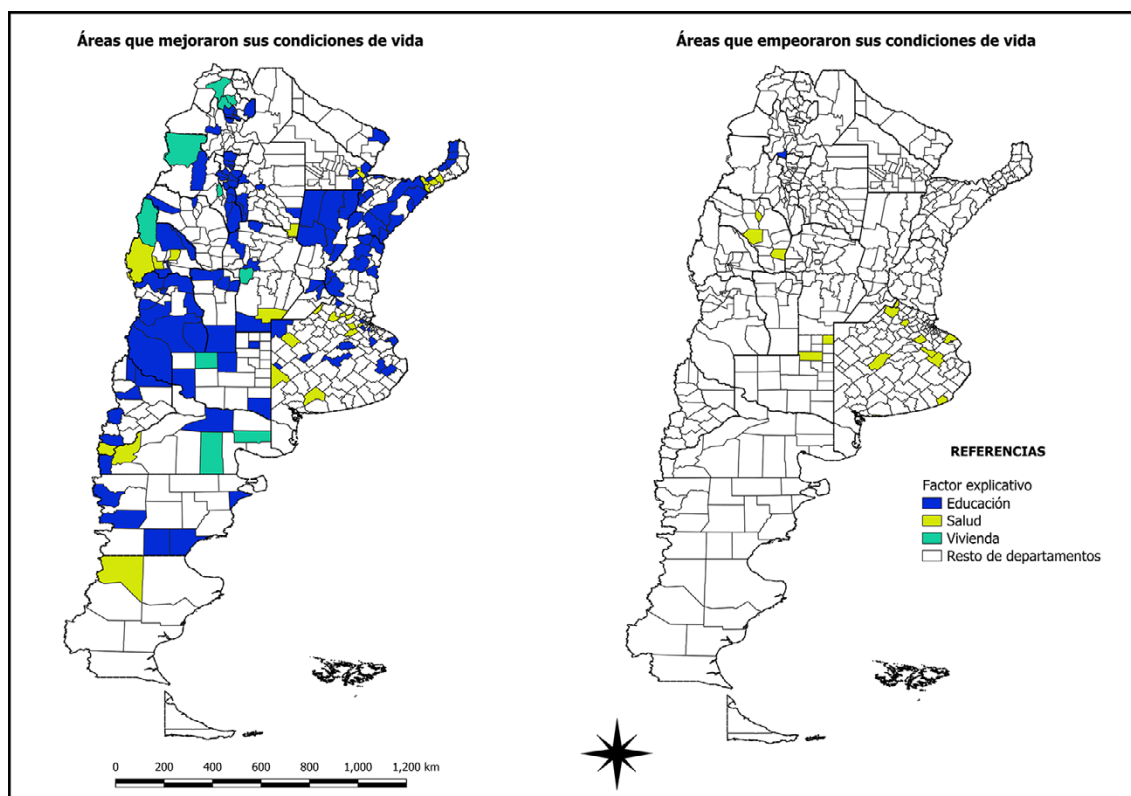 Áreas que mejoraron sus condiciones de vida
Áreas que empeoraron sus condiciones de vida
REFERENCIAS
Factor explicativo
Educación
Salud
Vivienda
Resto de departamentos
0 200 400 600 800 1,000 1,200 km